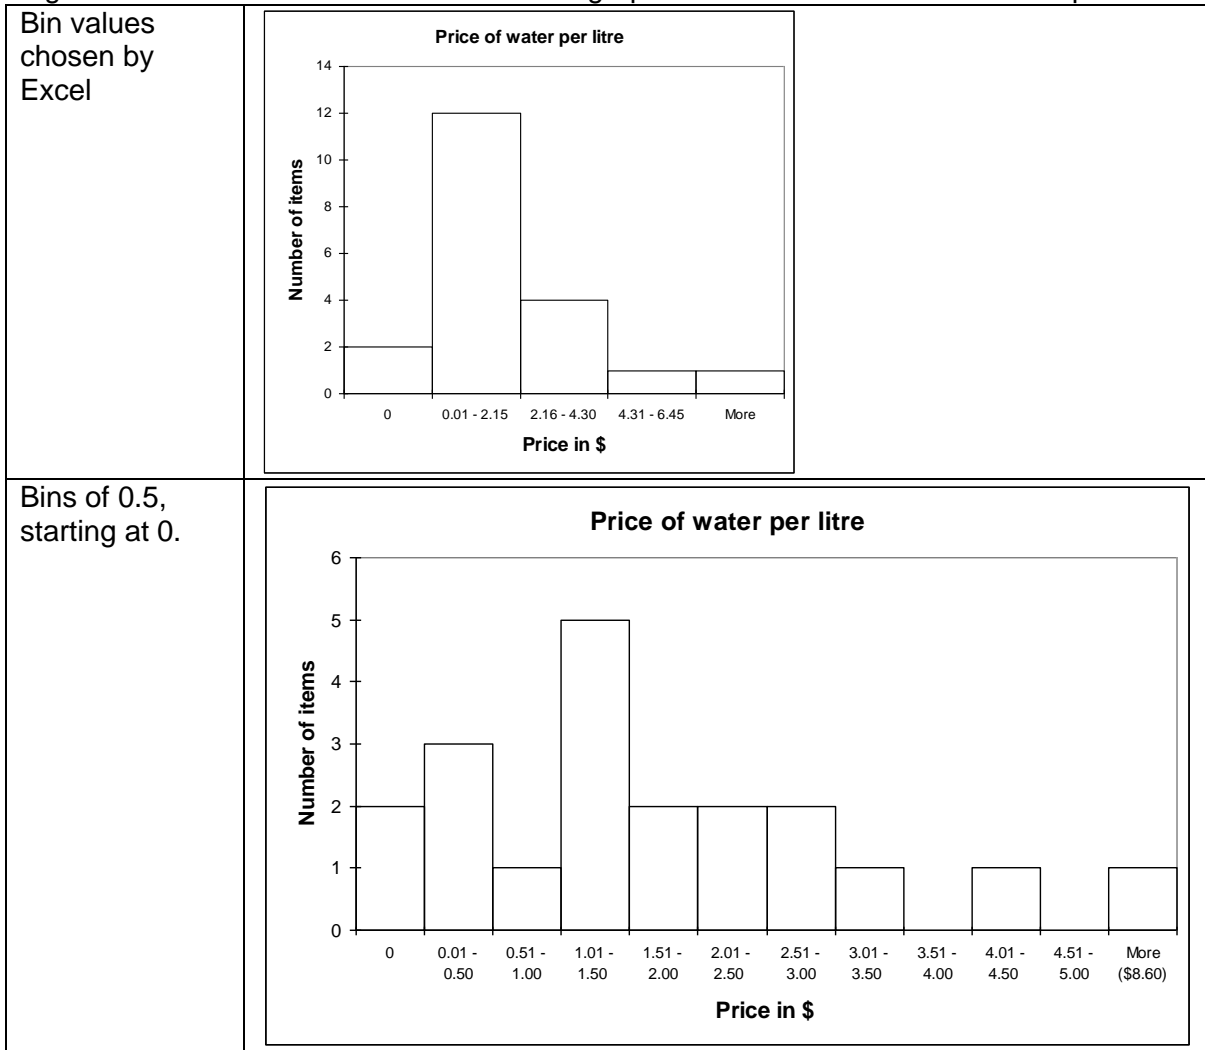 Bin values
chosen by
Excel
Price of water per litre
14
12
10
8
6
4
2
0
Number of items
0 0.01 - 2.15 2.16 - 4.30 4.31 - 6.45 More
Price in $
Bins of 0.5,
starting at 0.
Price of water per litre
6
5
4
3
2
1
0
Number of items
0 0.01 - 0.51 - 1.01 - 1.51 - 2.01 - 2.51 - 3.01 - 3.51 - 4.01 - 4.51 - More
0.50 1.00 1.50 2.00 2.50 3.00 3.50 4.00 4.50 5.00 ($8.60)
Price in $